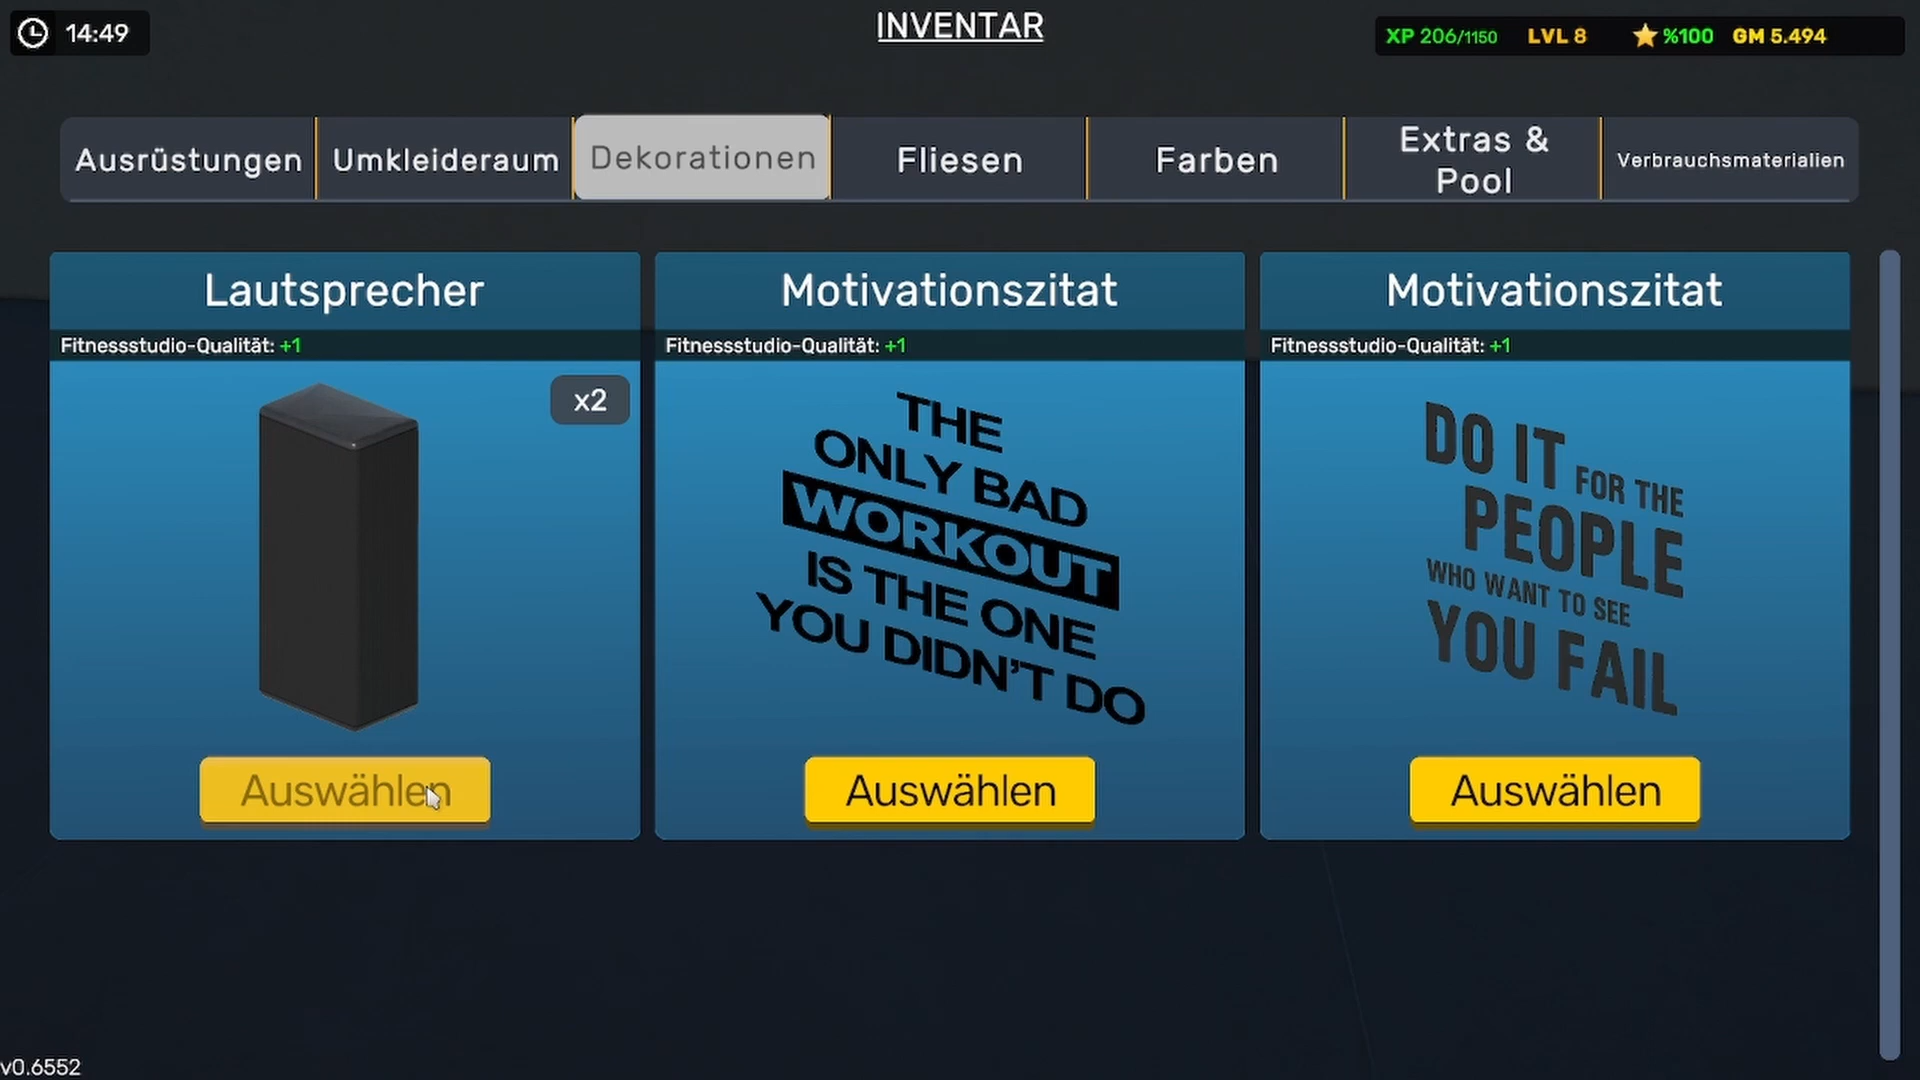 14:49
INVENTAR
XP 206/1150 LVL 8 %100 GM 5.494
Ausrüstungen
Umkleideraum
Dekorationen
Fliesen
Farben
Extras &
Pool
Verbrauchsmaterialien
Lautsprecher
Fitnessstudio-Qualität: +1
x2
Auswählen
Motivationszitat
Fitnessstudio-Qualität: +1
THE
ONLY BAD
WORKOUT
IS THE ONE
YOU DIDN'T DO
Auswählen
Motivationszitat
Fitnessstudio-Qualität: +1
DO IT FOR THE
PEOPLE
WHO WANT TO SEE
YOU FAIL
Auswählen
v0.6552